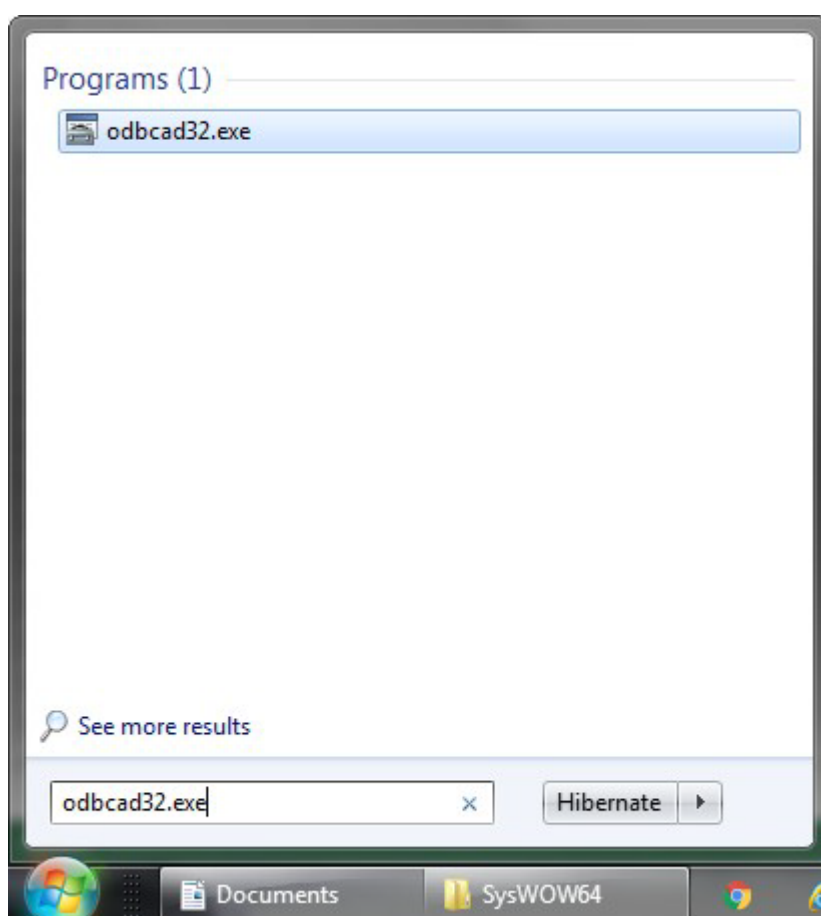 Programs (1)
odbcad32.exe
See more results
odbcad32.exe
Hibernate
Documents
SysWOW64